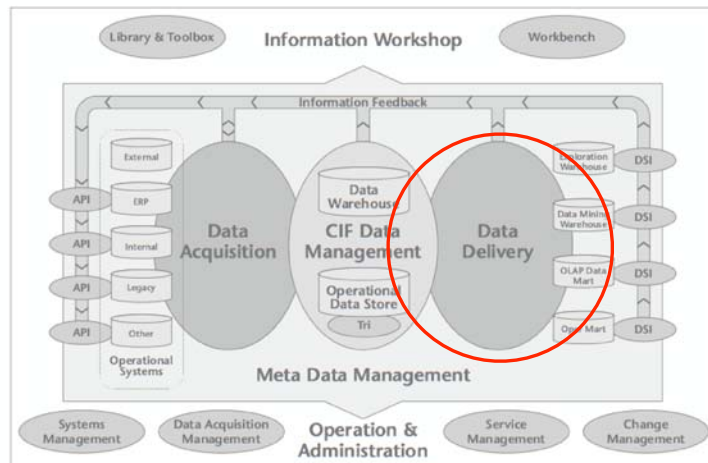 Library & Toolbox
Information Workshop
Workbench
Information Feedback
External
ERP
Internal
Legacy
Other
Operational
Systems
API
API
API
API
Data
Acquisition
Data
Warehouse
CIF Data
Management
Operational
Data Store
Tri
Data
Delivery
Exploration
Warehouse
Data Mining
Warehouse
OLAP Data
Mart
Oper Mart
DSI
DSI
DSI
DSI
Meta Data Management
Systems
Management
Data Acquisition
Management
Operation &
Administration
Service
Management
Change
Management